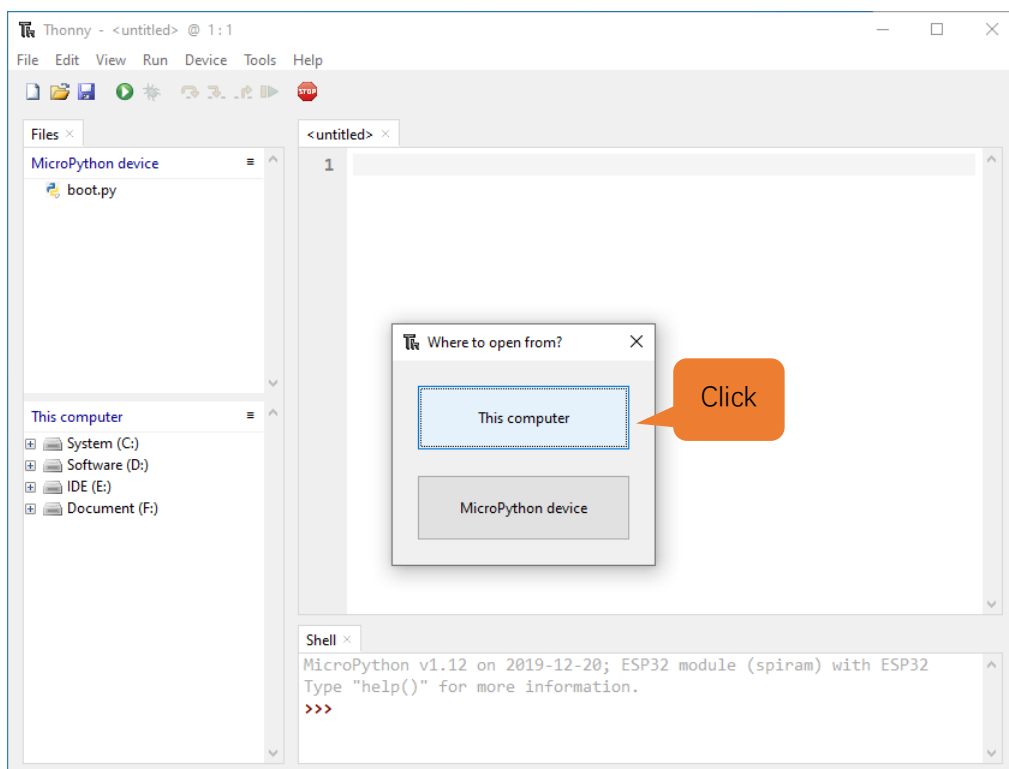 Thonny - <untitled> @ 1:1
File Edit View Run Device Tools Help
STOP
Files
<untitled>
MicroPython device
boot.py
1
Where to open from?
This computer
Click
MicroPython device
This computer
System (C:)
Software (D:)
IDE (E:)
Document (F:)
Shell
MicroPython v1.12 on 2019-12-20; ESP32 module (spiram) with ESP32
Type "help()" for more information.
>>>